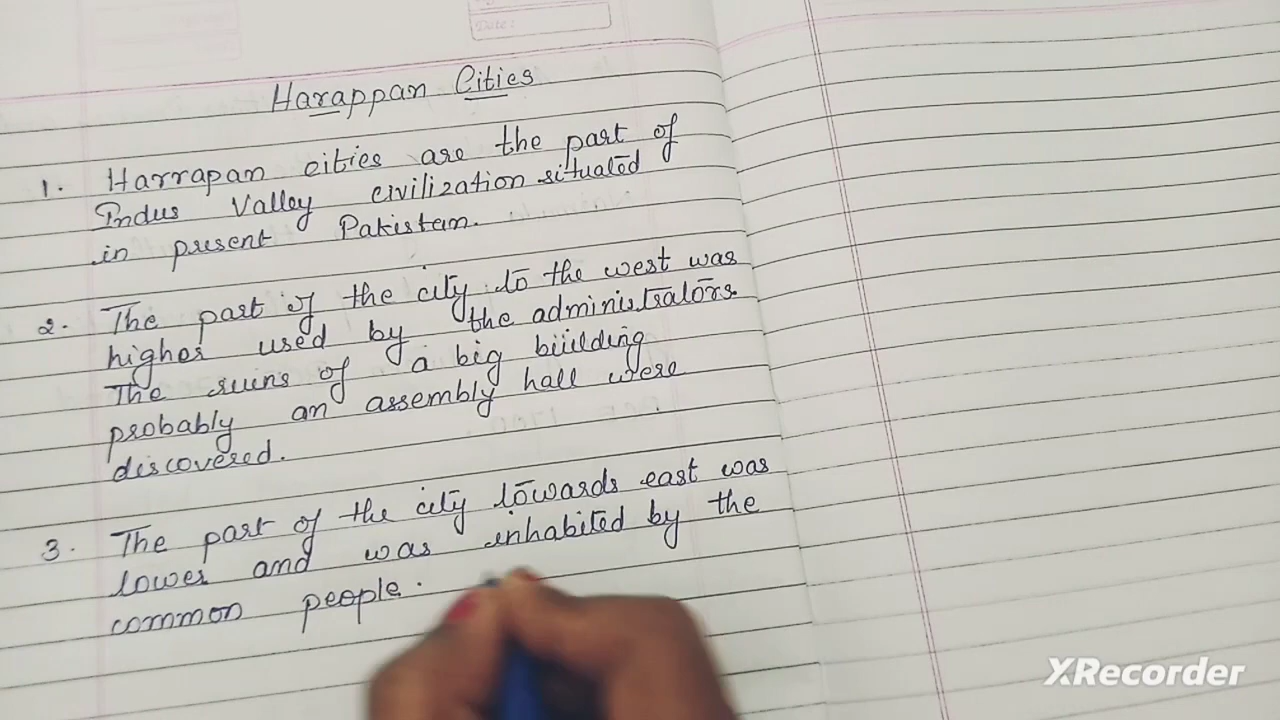 Date:
Harappan Cities
1. Harrapan cities are the part of
Indus Valley civilization situated
in present Pakistan.
2. The part of the city to the west was
higher used by the administrators.
The ruins of a big building
probably an assembly hall were
discovered.
3. The part of the city towards east was
lower and was inhabited by the
common people.
XRecorder